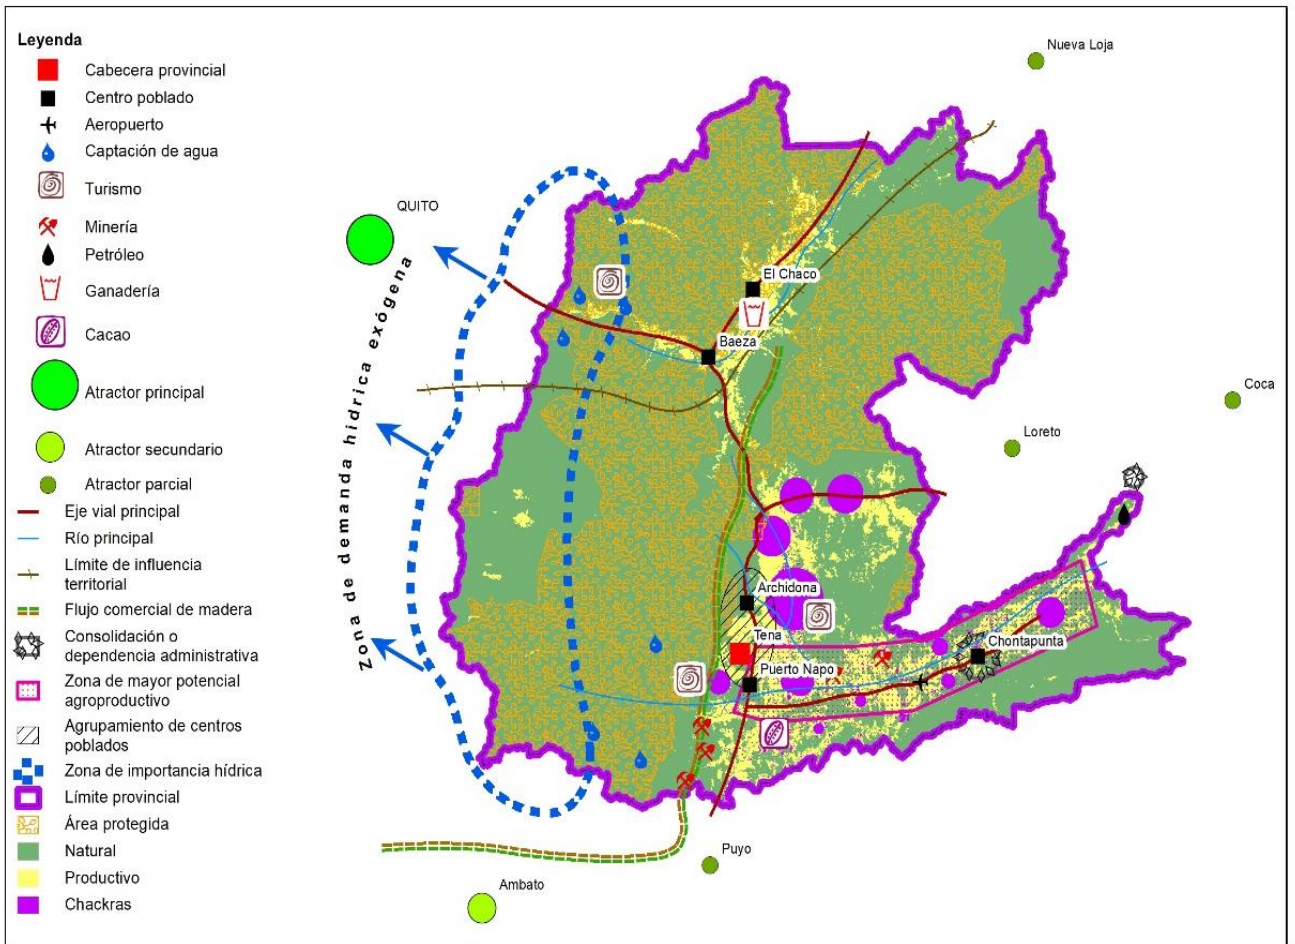 Leyenda
Cabecera provincial
Centro poblado
Aeropuerto
Captación de agua
Turismo
Minería
Petróleo
Ganadería
Cacao
Atractor principal
Atractor secundario
Atractor parcial
Eje vial principal
Río principal
Límite de influencia
territorial
Flujo comercial de madera
Consolidación o
dependencia administrativa
Zona de mayor potencial
agroproductivo
Agrupamiento de centros
poblados
Zona de importancia hídrica
Límite provincial
Área protegida
Natural
Productivo
Chackras
Nueva Loja
QUITO
Zona de demanda hídrica exógena
El Chaco
Baeza
Coca
Loreto
Archidona
Tena
Chontapunta
Puerto Napo
Puyo
Ambato